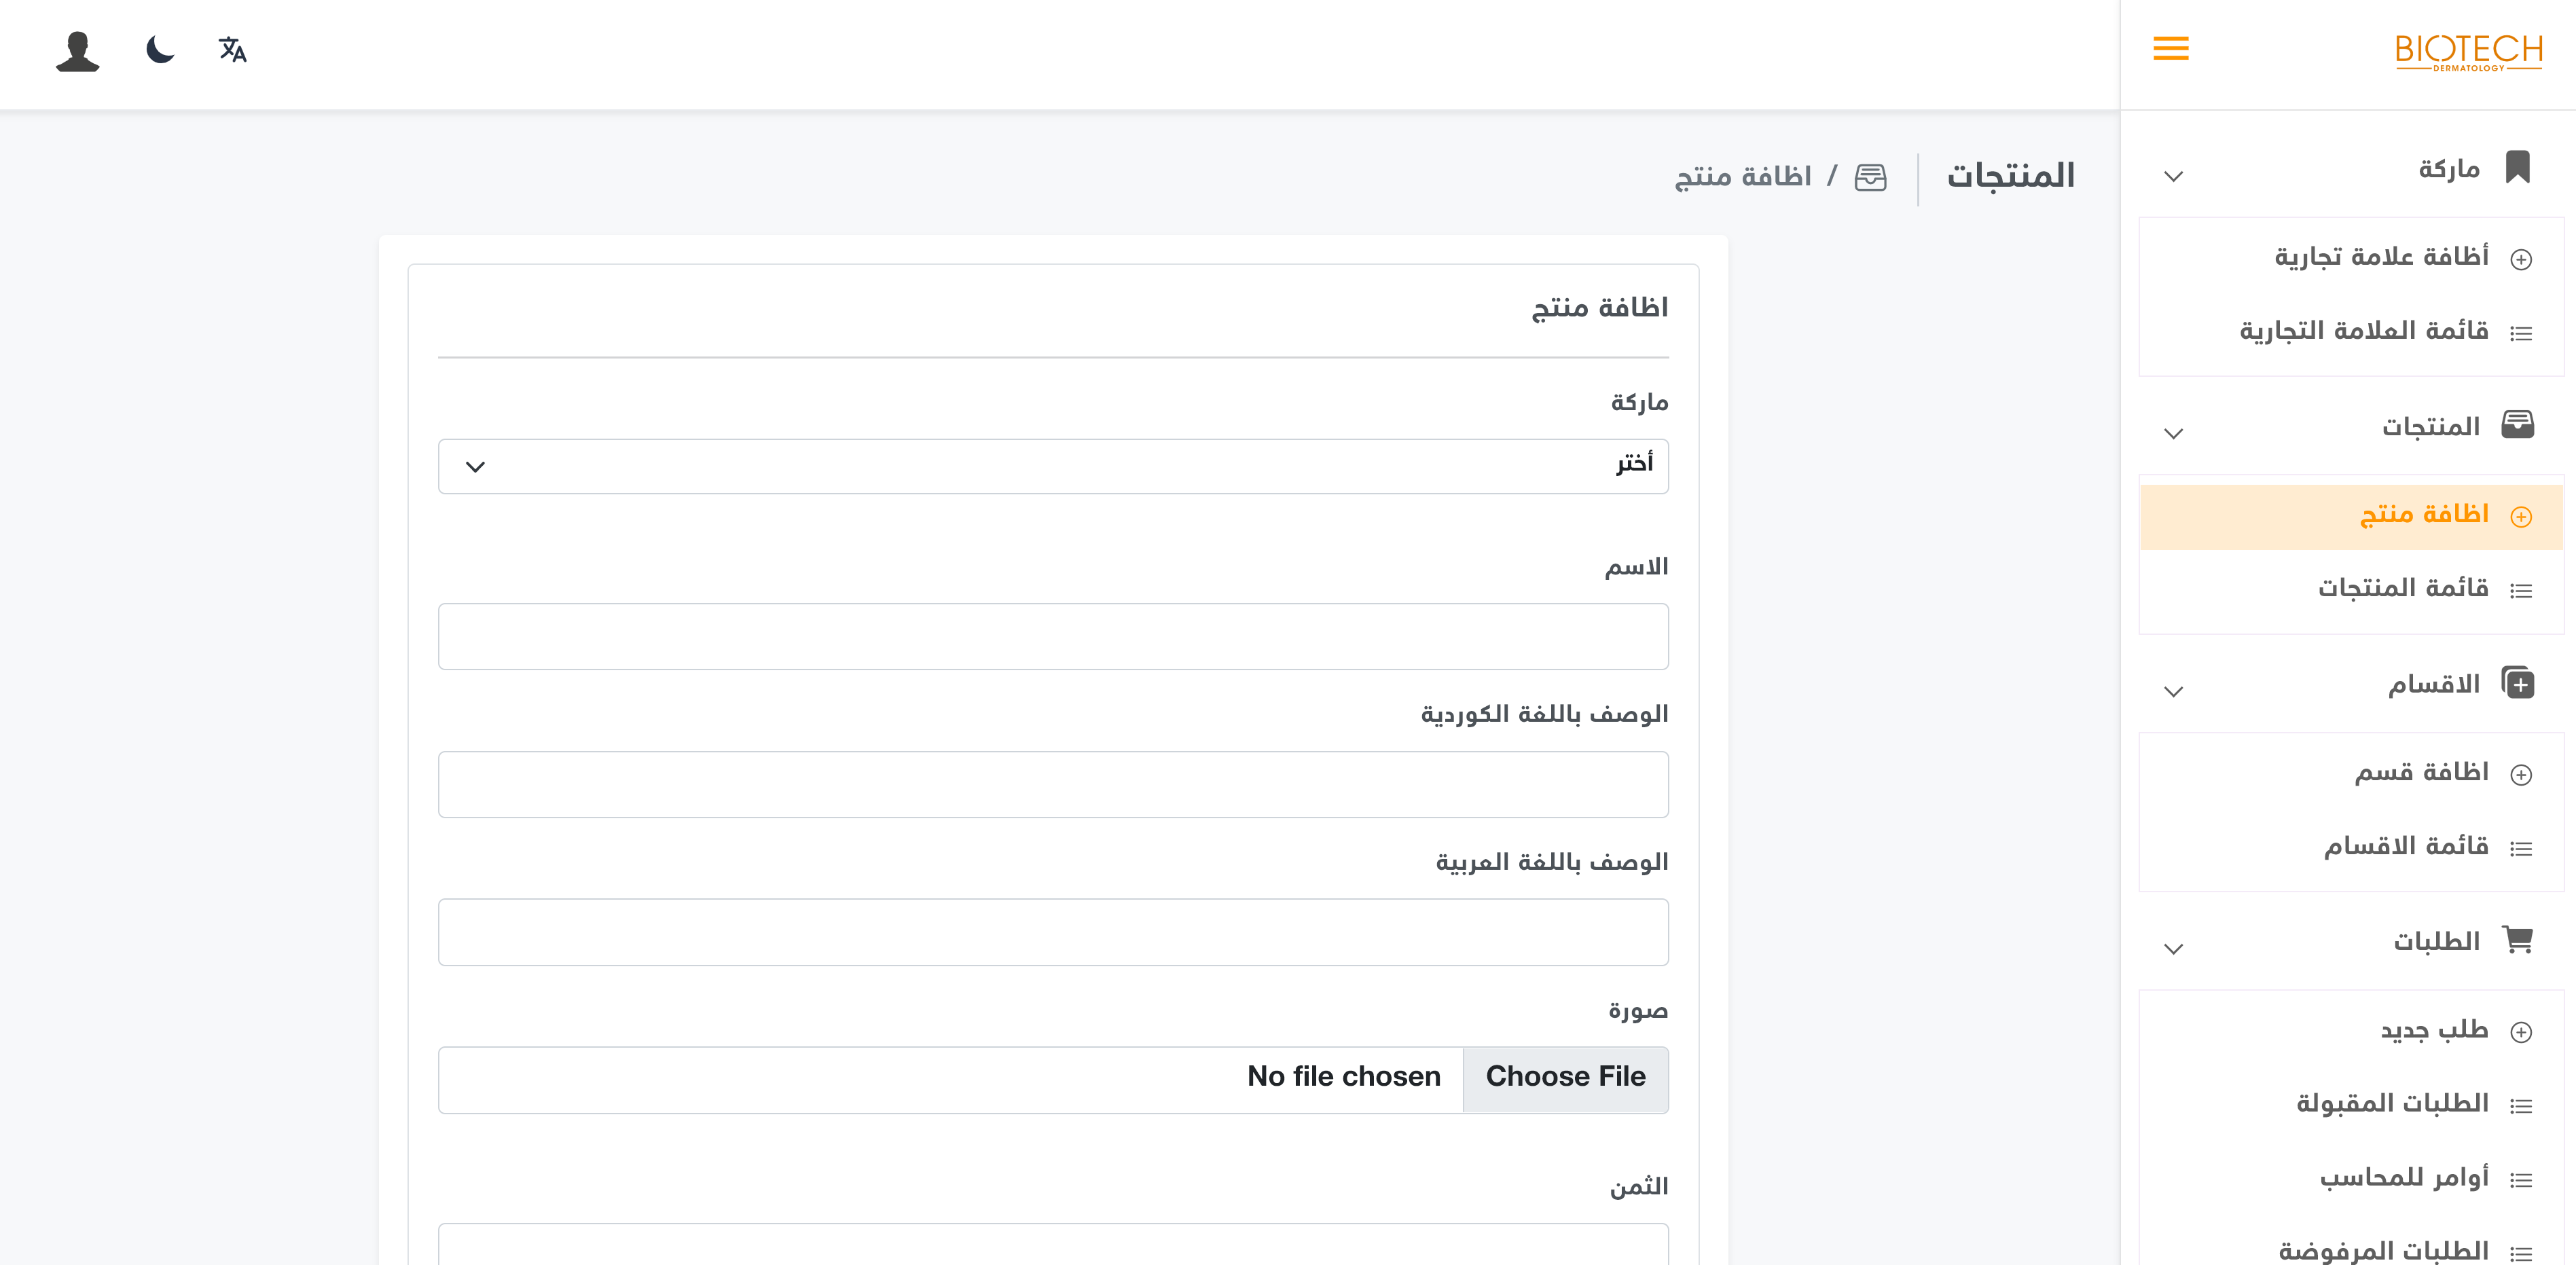 BIOTECH
DERMATOLOGY
ماركة
أظافة علامة تجارية
قائمة العلامة التجارية
المنتجات
اظافة منتج
قائمة المنتجات
الاقسام
اظافة قسم
قائمة الاقسام
الطلبات
طلب جديد
الطلبات المقبولة
أوامر للمحاسب
الطلبات المرفوضة
المنتجات / اظافة منتج
اظافة منتج
ماركة
أختر
الاسم
الوصف باللغة الكوردية
الوصف باللغة العربية
صورة
Choose File No file chosen
الثمن